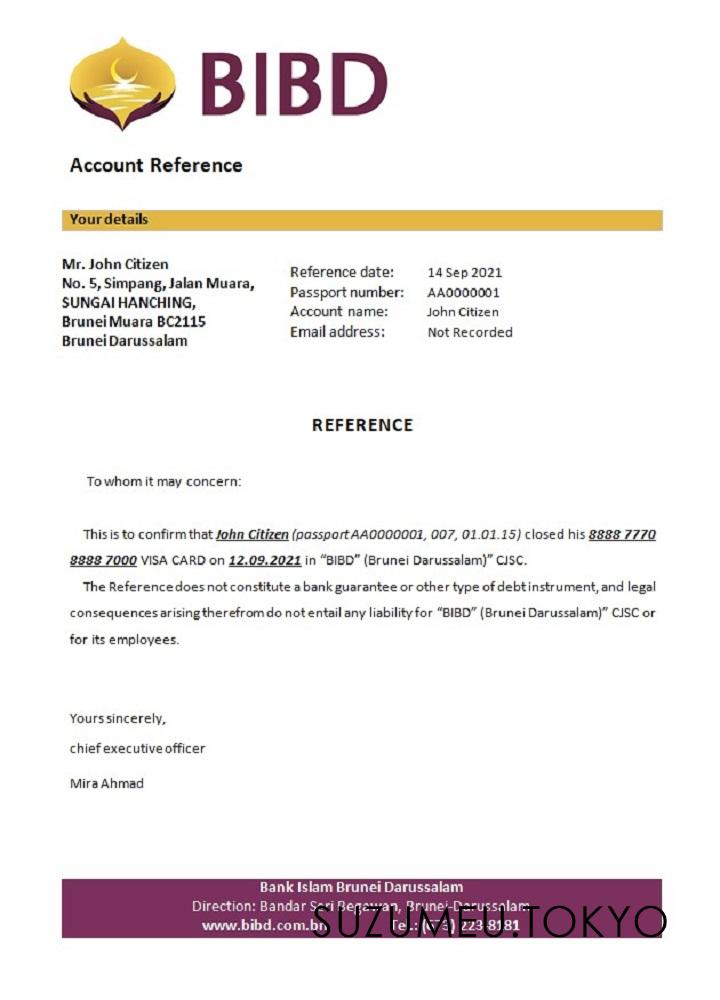 BIBD
Account Reference
Your details
Mr. John Citizen
No. 5, Simpang, Jalan Muara,
SUNGAI HANCHING,
Brunei Muara BC2115
Brunei Darussalam
Reference date: 14 Sep 2021
Passport number: AA0000001
Account name: John Citizen
Email address: Not Recorded
REFERENCE
To whom it may concern:
This is to confirm that John Citizen (passport AA0000001, 007, 01.01.15) closed his 8888 7770
8888 7000 VISA CARD on 12.09.2021 in “BIBD” (Brunei Darussalam)” CJSC.
The Reference does not constitute a bank guarantee or other type of debt instrument, and legal
consequences arising therefrom do not entail any liability for “BIBD” (Brunei Darussalam)” CJSC or
for its employees.
Yours sincerely,
chief executive officer
Mira Ahmad
Bank Islam Brunei Darussalam
Direction: Bandar Seri Begawan, Brunei Darussalam
www.bibd.com.bn Tel.: (673) 223-8181
SUZUMEU.TOKYO